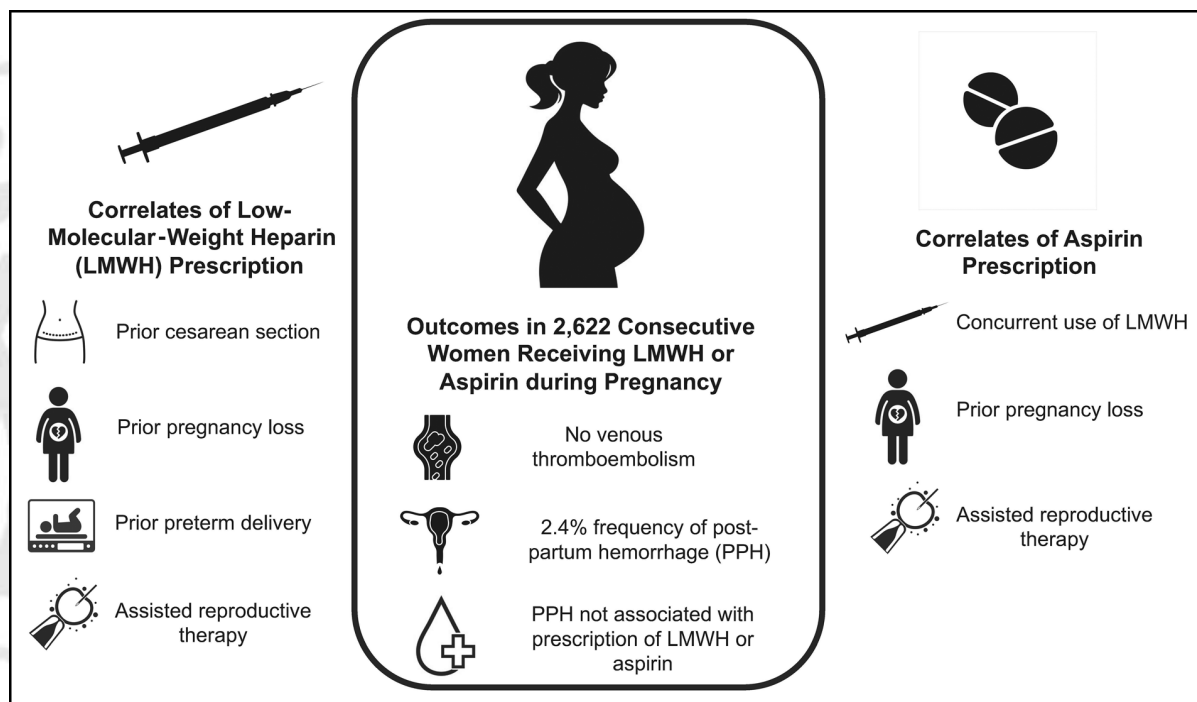 Correlates of Low-
Molecular-Weight Heparin
(LMWH) Prescription
Prior cesarean section
Prior pregnancy loss
Prior preterm delivery
Assisted reproductive
therapy
Outcomes in 2,622 Consecutive
Women Receiving LMWH or
Aspirin during Pregnancy
No venous
thromboembolism
2.4% frequency of post-
partum hemorrhage (PPH)
PPH not associated with
prescription of LMWH or
aspirin
Correlates of Aspirin
Prescription
Concurrent use of LMWH
Prior pregnancy loss
Assisted reproductive
therapy